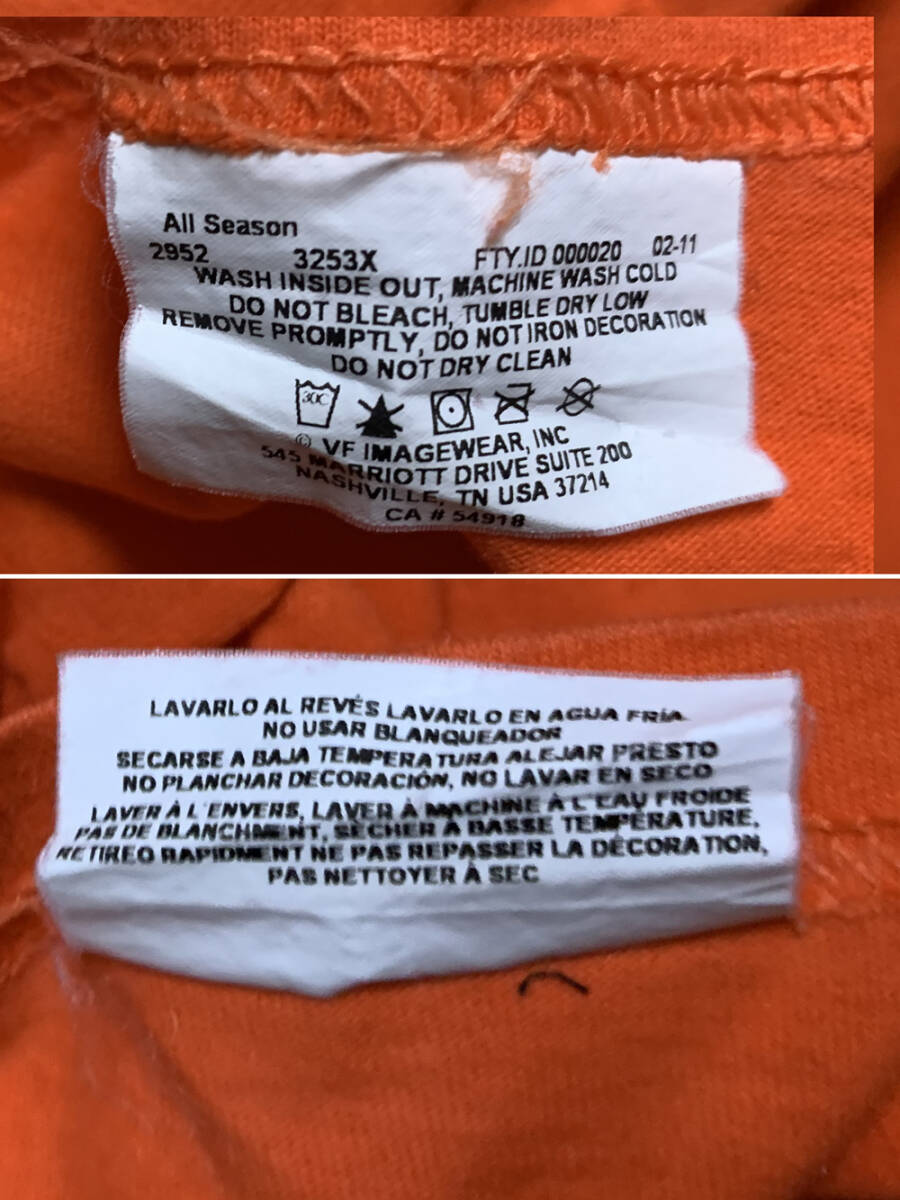 All Season
2952 3253X FTY.ID 000020 02-11
WASH INSIDE OUT, MACHINE WASH COLD
DO NOT BLEACH, TUMBLE DRY LOW
REMOVE PROMPTLY, DO NOT IRON DECORATION
DO NOT DRY CLEAN
30C
© VF IMAGEWEAR, INC
545 MARRIOTT DRIVE SUITE 200
NASHVILLE, TN USA 37214
CA # 54918
LAVARLO AL REVÉS LAVARLO EN AGUA FRÍA
NO USAR BLANQUEADOR
SECARSE A BAJA TEMPERATURA ALEJAR PRESTO
NO PLANCHAR DECORACIÓN, NO LAVAR EN SECO
LAVER À L'ENVERS, LAVER À MACHINE À L'EAU FROIDE
PAS DE BLANCHMENT, SÉCHER A BASSE TEMPÉRATURE.
RETIREQ RAPIDMENT NE PAS REPASSER LA DÉCORATION,
PAS NETTOYER À SEC